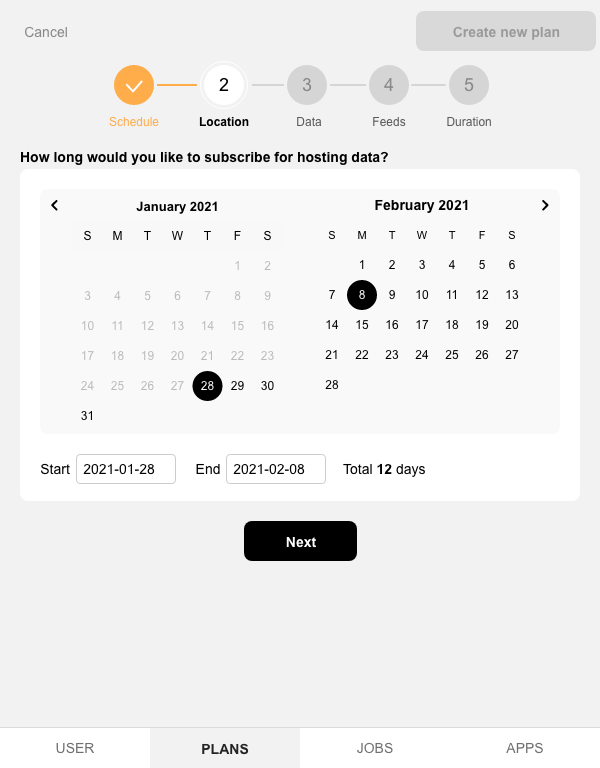 Cancel
Create new plan
2
3
4
5
Schedule
Location
Data
Feeds
Duration
How long would you like to subscribe for hosting data?
January 2021
S M T W T F S
1 2
3 4 5 6 7 8 9
10 11 12 13 14 15 16
17 18 19 20 21 22 23
24 25 26 27 28 29 30
31
February 2021
S M T W T F S
1 2 3 4 5 6
7 8 9 10 11 12 13
14 15 16 17 18 19 20
21 22 23 24 25 26 27
28
Start 2021-01-28 End 2021-02-08 Total 12 days
Next
USER PLANS JOBS APPS